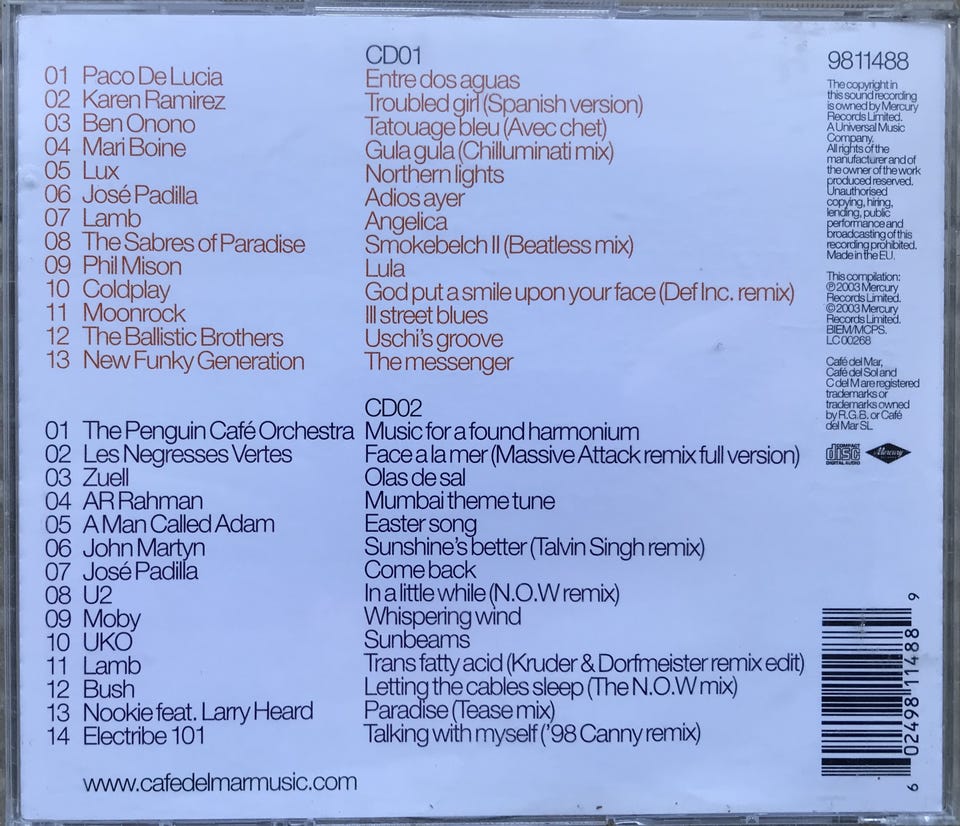 CD01
01 Paco De Lucia Entre dos aguas
02 Karen Ramirez Troubled girl (Spanish version)
03 Ben Onono Tatouage bleu (Avec chet)
04 Mari Boine Gula gula (Chilluminati mix)
05 Lux Northern lights
06 José Padilla Adios ayer
07 Lamb Angelica
08 The Sabres of Paradise Smokebelch II (Beatless mix)
09 Phil Mison Lula
10 Coldplay God put a smile upon your face (Def Inc. remix)
11 Moonrock Ill street blues
12 The Ballistic Brothers Uschi's groove
13 New Funky Generation The messenger
CD02
01 The Penguin Café Orchestra Music for a found harmonium
02 Les Negresses Vertes Face a la mer (Massive Attack remix full version)
03 Zuell Olas de sal
04 AR Rahman Mumbai theme tune
05 A Man Called Adam Easter song
06 John Martyn Sunshine's better (Talvin Singh remix)
07 José Padilla Come back
08 U2 In a little while (N.O.W remix)
09 Moby Whispering wind
10 UKO Sunbeams
11 Lamb Trans fatty acid (Kruder & Dorfmeister remix edit)
12 Bush Letting the cables sleep (The N.O.W mix)
13 Nookie feat. Larry Heard Paradise (Tease mix)
14 Electribe 101 Talking with myself ('98 Canny remix)
www.cafedelmarmusic.com
9811488
The copyright in
this sound recording
is owned by Mercury
Records Limited.
A Universal Music
Company.
All rights of the
manufacturer and of
the owner of the work
produced reserved.
Unauthorised
copying, hiring,
lending, public
performance and
broadcasting of this
recording prohibited.
Made in the EU.
This compilation:
℗ 2003 Mercury
Records Limited.
© 2003 Mercury
Records Limited.
BIEM/MCPS.
LC 00268
Café del Mar,
Café del Sol and
C del M are registered
trademarks or
trademarks owned
by R.G.B. or Café
del Mar SL
COMPACT
disc
DIGITAL AUDIO
Mercury
6 02498 11488 9